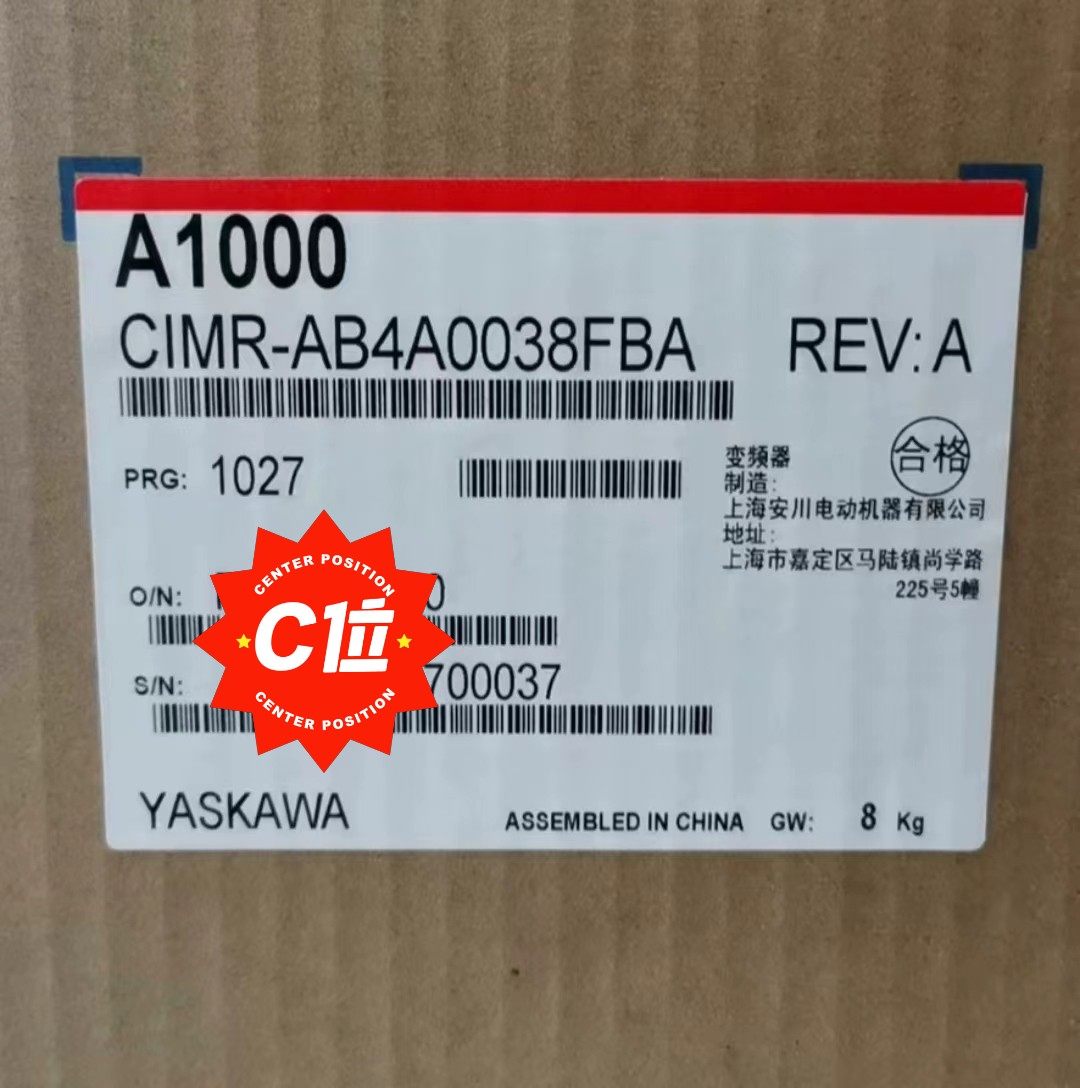 A1000
CIMR-AB4A0038FBA REV: A
PRG: 1027
变频器
合格
制造:
上海安川电动机器有限公司
地址:
上海市嘉定区马陆镇尚学路
225号5幢
O/N:
CENTER POSITION
C1位
CENTER POSITION
S/N: 700037
YASKAWA ASSEMBLED IN CHINA GW: 8 Kg